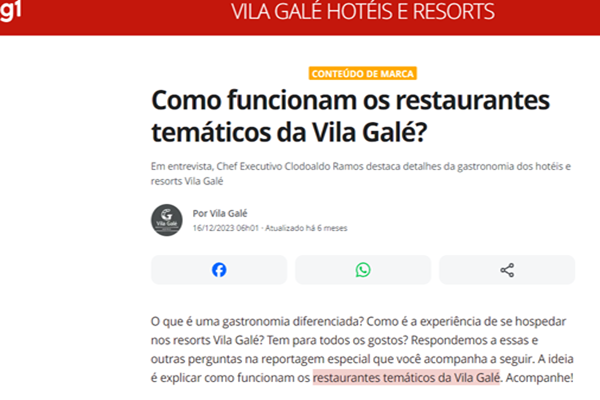 g1
VILA GALÉ HOTÉIS E RESORTS
CONTEÚDO DE MARCA
Como funcionam os restaurantes
temáticos da Vila Galé?
Em entrevista, Chef Executivo Clodoaldo Ramos destaca detalhes da gastronomia dos hotéis e
resorts Vila Galé
Vila Galé
Por Vila Galé
16/12/2023 06h01 · Atualizado há 6 meses
O que é uma gastronomia diferenciada? Como é a experiência de se hospedar
nos resorts Vila Galé? Tem para todos os gostos? Respondemos a essas e
outras perguntas na reportagem especial que você acompanha a seguir. A ideia
é explicar como funcionam os restaurantes temáticos da Vila Galé. Acompanhe!